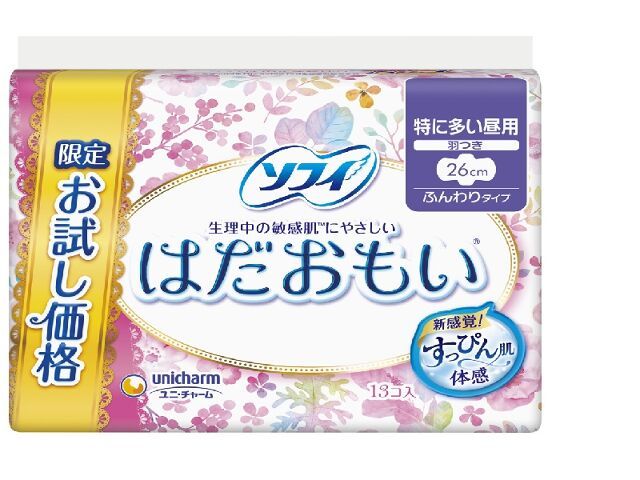 限定
お試し価格
ソフィ
生理中の敏感肌※にやさしい
はだおもい®
特に多い昼用
羽つき
26cm
ふんわりタイプ
新感覚!
すっぴん肌
体感
unicharm
ユニ・チャーム
13コ入